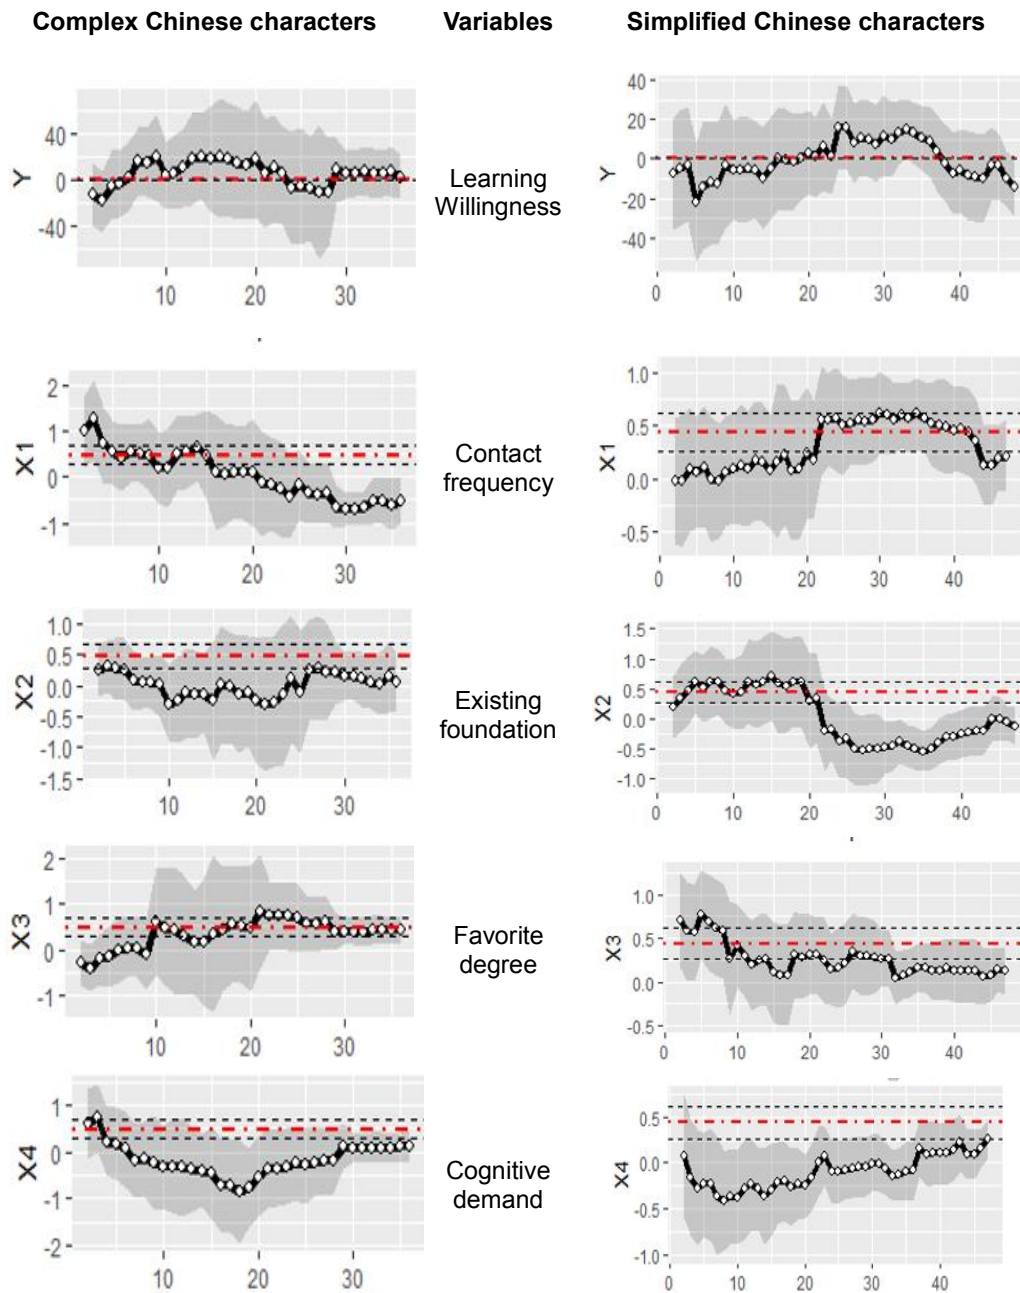 Complex Chinese characters Variables Simplified Chinese characters
40
0
-40
Y
10 20 30
Learning
Willingness
40
20
0
-20
-40
Y
0 10 20 30 40
2
1
0
-1
X1
10 20 30
Contact
frequency
1.0
0.5
0.0
-0.5
X1
0 10 20 30 40
1.0
0.5
0.0
-0.5
-1.0
-1.5
X2
10 20 30
Existing
foundation
1.5
1.0
0.5
0.0
-0.5
-1.0
X2
0 10 20 30 40
2
1
0
-1
X3
10 20 30
Favorite
degree
1.0
0.5
0.0
-0.5
X3
0 10 20 30 40
1
0
-1
-2
X4
10 20 30
Cognitive
demand
0.5
0.0
-0.5
-1.0
X4
0 10 20 30 40